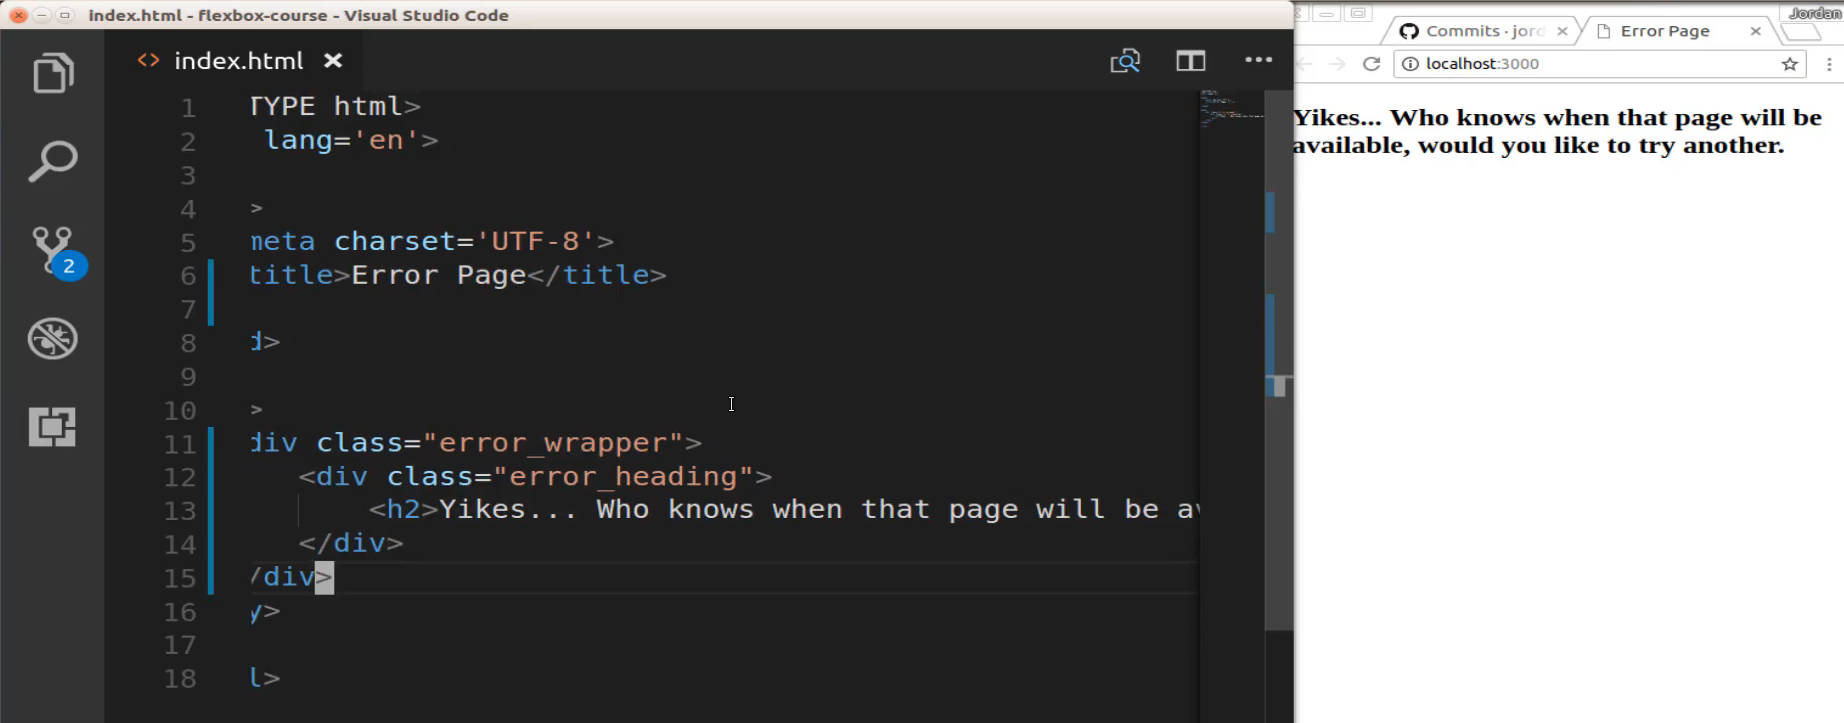 index.html - flexbox-course - Visual Studio Code
index.html
1 TYPE html>
2 lang='en'>
3
4 >
5 meta charset='UTF-8'>
6 title>Error Page</title>
7
8 d>
9
10 >
11 div class="error_wrapper">
12 <div class="error_heading">
13 <h2>Yikes... Who knows when that page will be av
14 </div>
15 /div>
16 y>
17
18 l>
2
Jordan
Commits · jord
Error Page
localhost:3000
Yikes... Who knows when that page will be
available, would you like to try another.